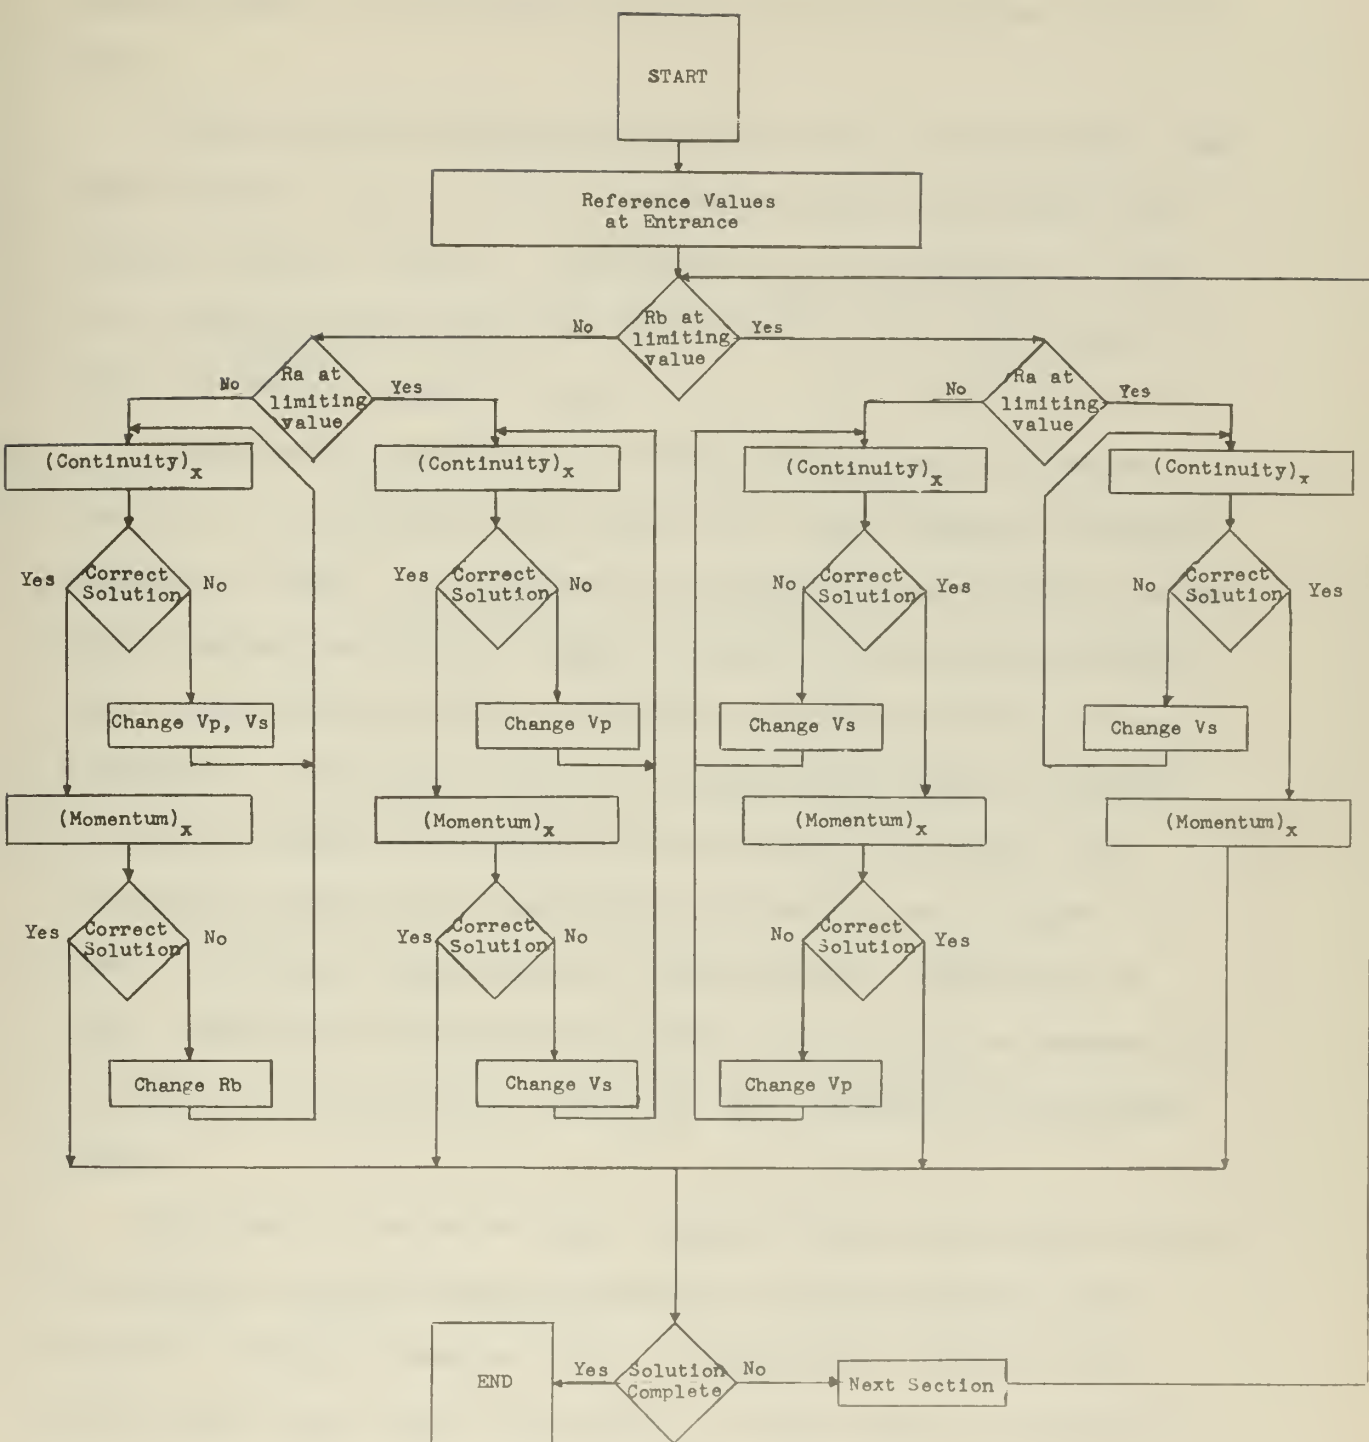 START
Reference Values
at Entrance
Rb at
limiting
value
No
Yes
Ra at
limiting
value
No
Yes
Ra at
limiting
value
No
Yes
(Continuity)x
(Continuity)x
(Continuity)x
(Continuity)x
Yes
Correct
Solution
No
Yes
Correct
Solution
No
No
Correct
Solution
Yes
No
Correct
Solution
Yes
Change Vp, Vs
Change Vp
Change Vs
Change Vs
(Momentum)x
(Momentum)x
(Momentum)x
(Momentum)x
Yes
Correct
Solution
No
Yes
Correct
Solution
No
No
Correct
Solution
Yes
Change Rb
Change Vs
Change Vp
END
Yes
Solution
Complete
No
Next Section